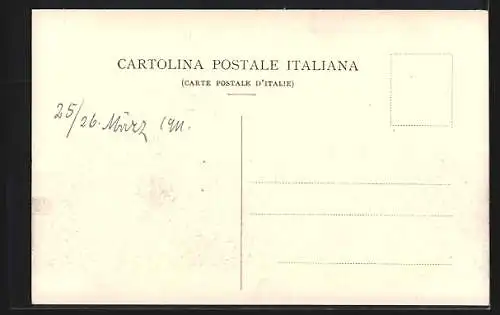 CARTOLINA POSTALE ITALIANA
(CARTE POSTALE D'ITALIE)
25/26. März 1911.